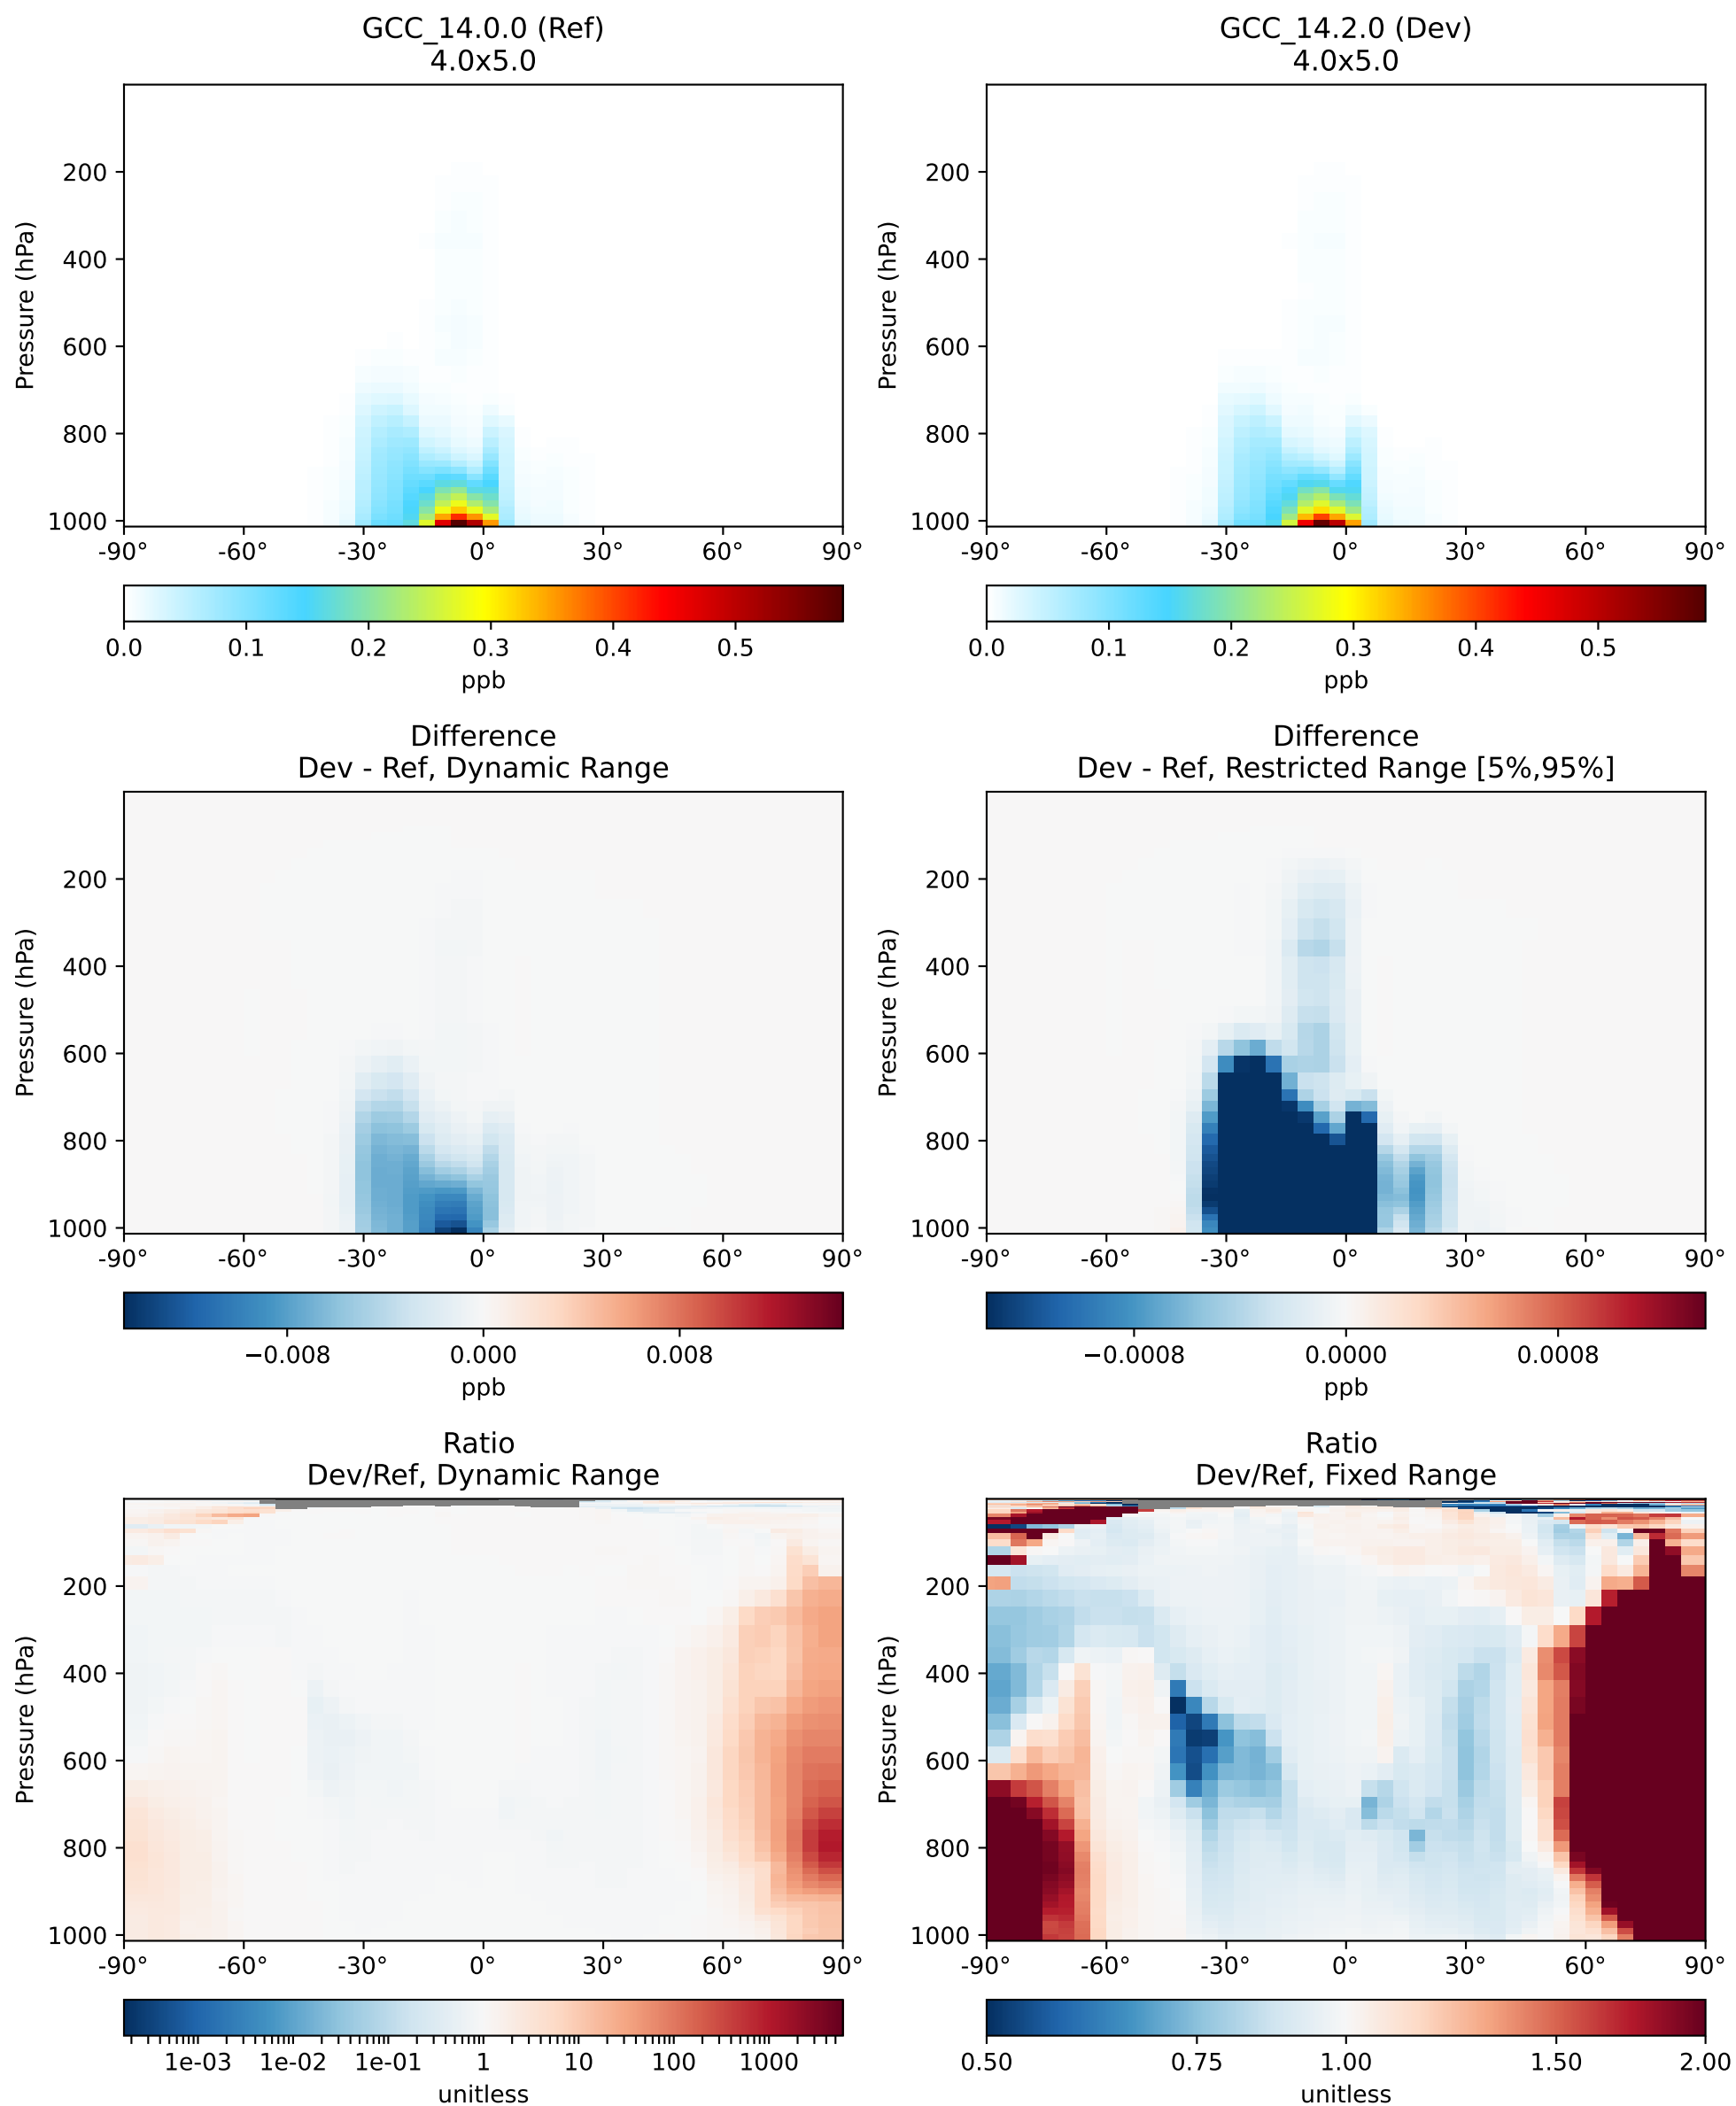 GCC_14.0.0 (Ref)
4.0x5.0
Pressure (hPa)
200
400
600
800
1000
-90° -60° -30° 0° 30° 60° 90°
0.0 0.1 0.2 0.3 0.4 0.5
ppb
GCC_14.2.0 (Dev)
4.0x5.0
Pressure (hPa)
200
400
600
800
1000
-90° -60° -30° 0° 30° 60° 90°
0.0 0.1 0.2 0.3 0.4 0.5
ppb
Difference
Dev - Ref, Dynamic Range
Pressure (hPa)
200
400
600
800
1000
-90° -60° -30° 0° 30° 60° 90°
−0.008 0.000 0.008
ppb
Difference
Dev - Ref, Restricted Range [5%,95%]
Pressure (hPa)
200
400
600
800
1000
-90° -60° -30° 0° 30° 60° 90°
−0.0008 0.0000 0.0008
ppb
Ratio
Dev/Ref, Dynamic Range
Pressure (hPa)
200
400
600
800
1000
-90° -60° -30° 0° 30° 60° 90°
1e-03 1e-02 1e-01 1 10 100 1000
unitless
Ratio
Dev/Ref, Fixed Range
Pressure (hPa)
200
400
600
800
1000
-90° -60° -30° 0° 30° 60° 90°
0.50 0.75 1.00 1.50 2.00
unitless